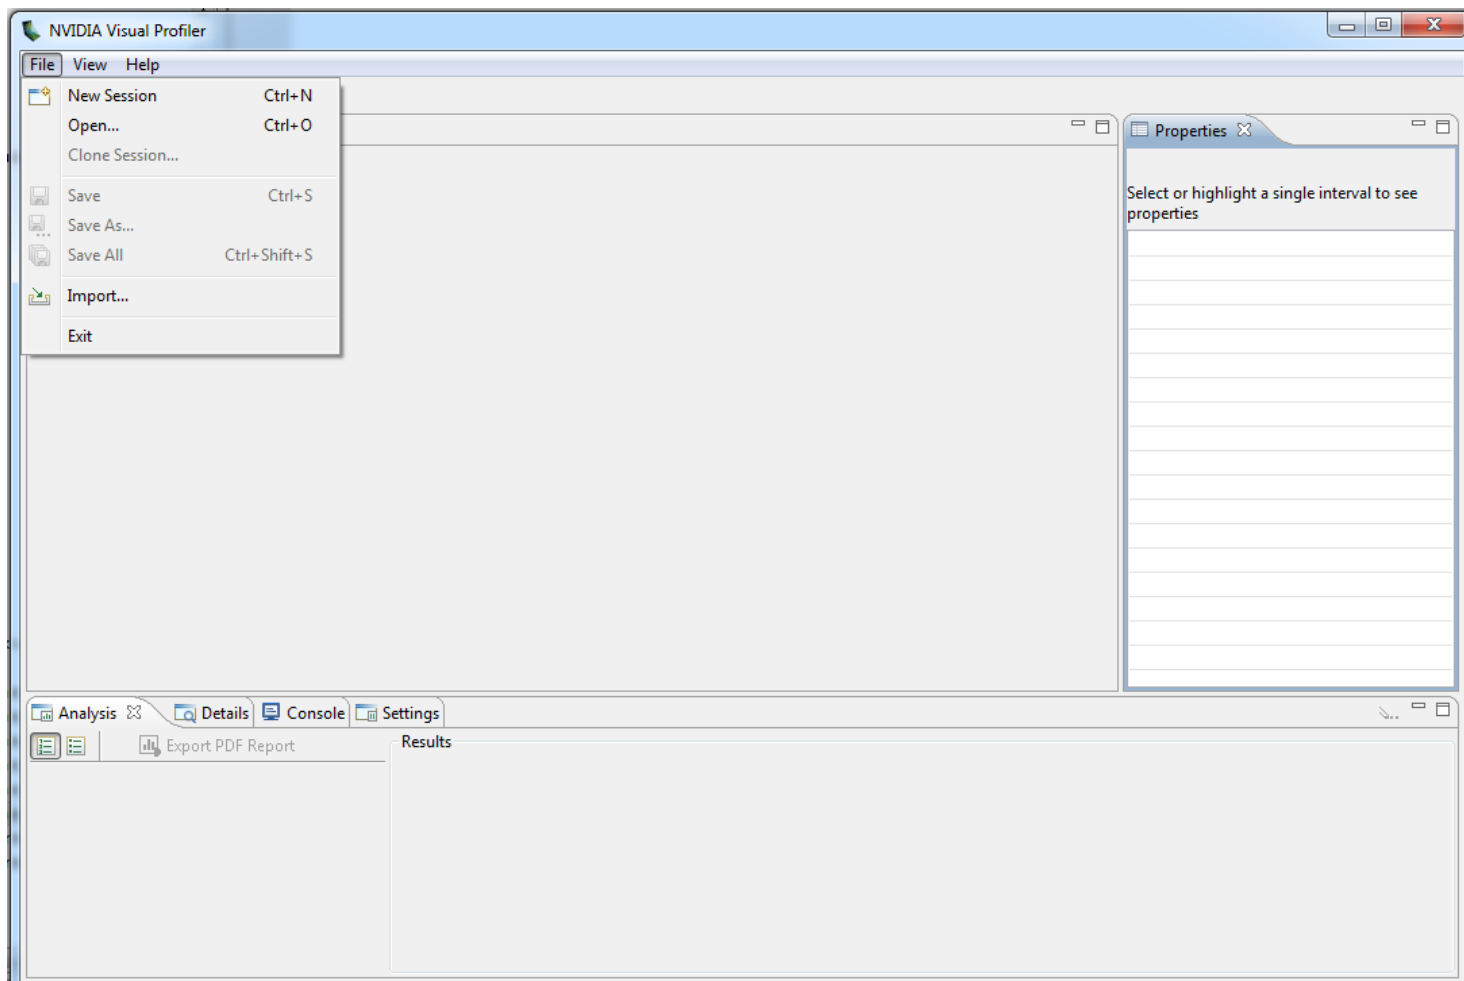 NVIDIA Visual Profiler
File View Help
New Session Ctrl+N
Open... Ctrl+O
Clone Session...
Save Ctrl+S
Save As...
Save All Ctrl+Shift+S
Import...
Exit
Properties
Select or highlight a single interval to see
properties
Analysis Details Console Settings
Export PDF Report
Results